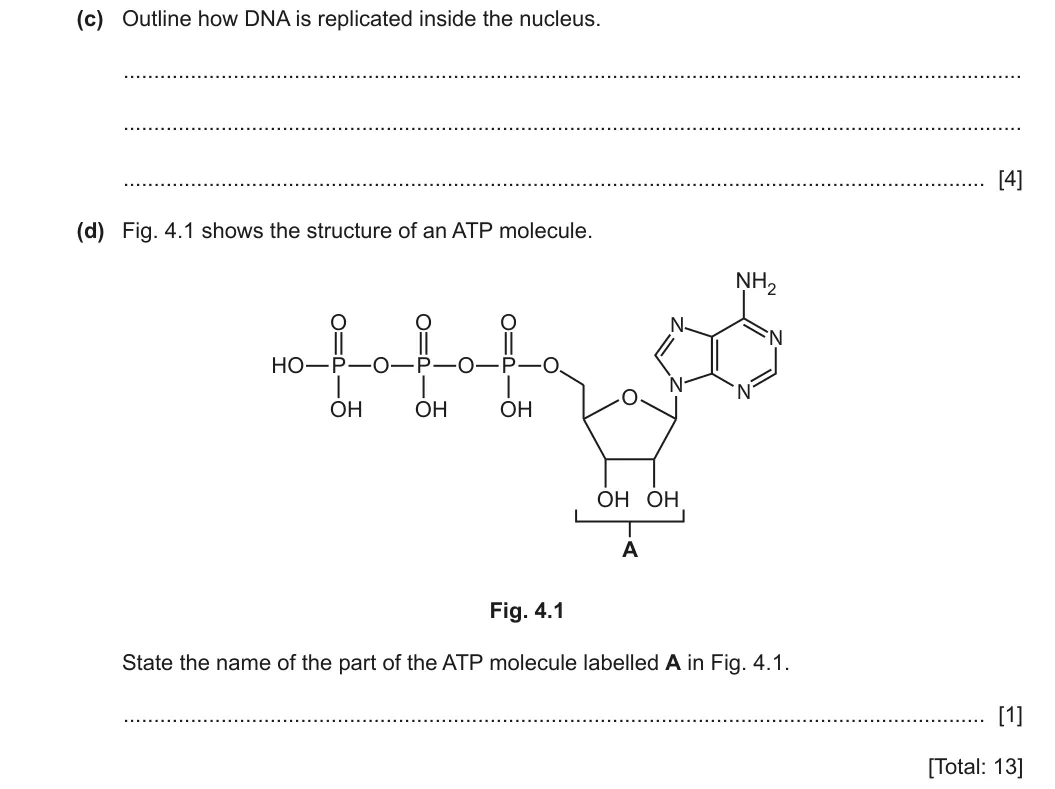 (c) Outline how DNA is replicated inside the nucleus.
[4]
(d) Fig. 4.1 shows the structure of an ATP molecule.
NH2
O O O
N N
HO P O P O P O
N N
OH OH OH
O
OH OH
A
Fig. 4.1
State the name of the part of the ATP molecule labelled A in Fig. 4.1.
[1]
[Total: 13]